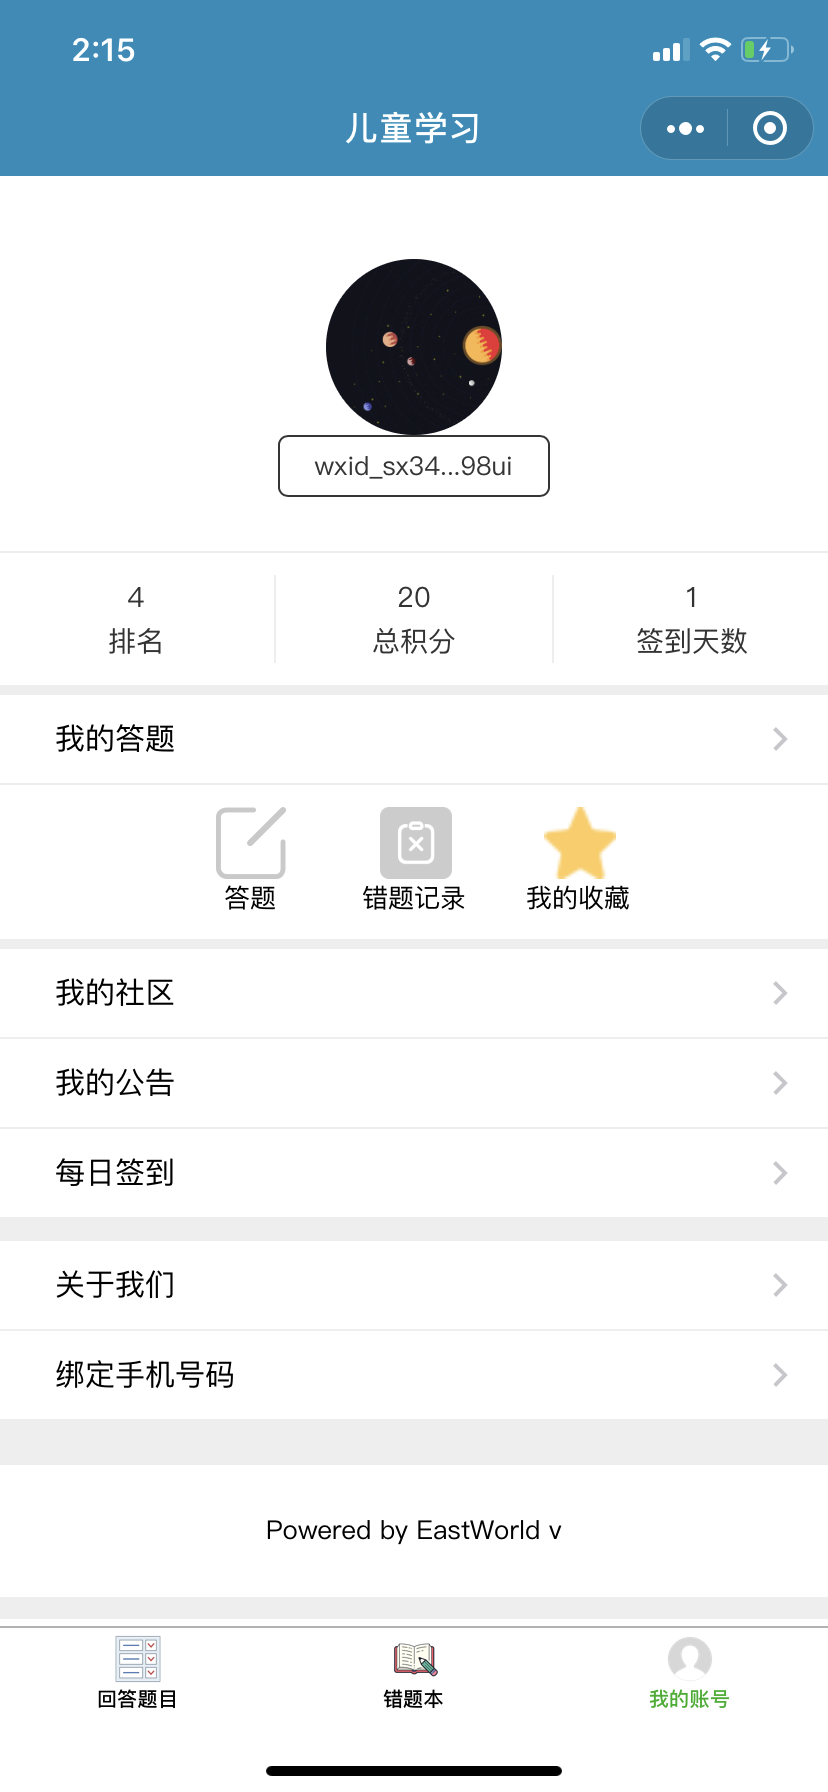 2:15
儿童学习
wxid_sx34...98ui
4
排名
20
总积分
1
签到天数
我的答题
答题
错题记录
我的收藏
我的社区
我的公告
每日签到
关于我们
绑定手机号码
Powered by EastWorld v
回答题目
错题本
我的账号